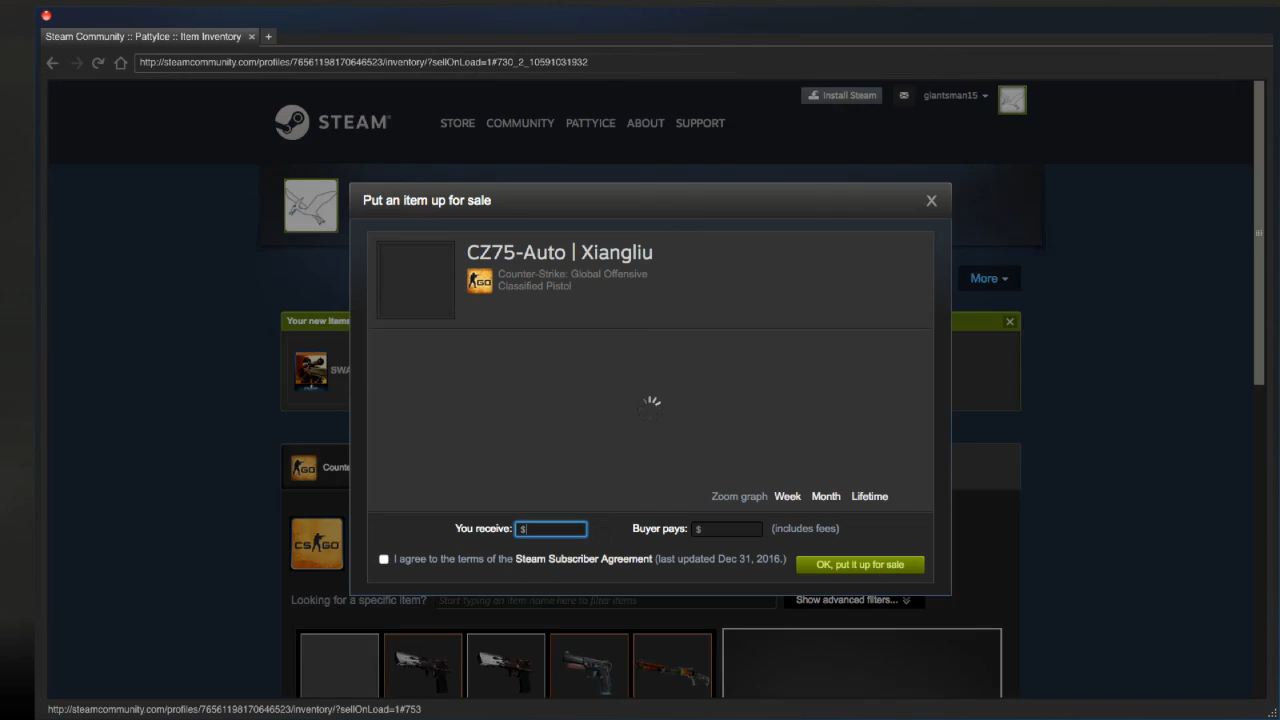 Steam Community :: PattyIce :: Item Inventory × +
http://steamcommunity.com/profiles/76561198170646523/inventory/?sellOnLoad=1#730_2_10591031932
Install Steam
giantsman15
STEAM
STORE COMMUNITY PATTYICE ABOUT SUPPORT
Put an item up for sale X
CZ75-Auto | Xiangliu
GO
Counter-Strike: Global Offensive
Classified Pistol
More
Your new items
SWA
Counte
Zoom graph Week Month Lifetime
You receive: $ Buyer pays: $ (includes fees)
I agree to the terms of the Steam Subscriber Agreement (last updated Dec 31, 2016.) OK, put it up for sale
CS GO
Looking for a specific item? Start typing an item name here to filter items Show advanced filters...
http://steamcommunity.com/profiles/76561198170646523/inventory/?sellOnLoad=1#753